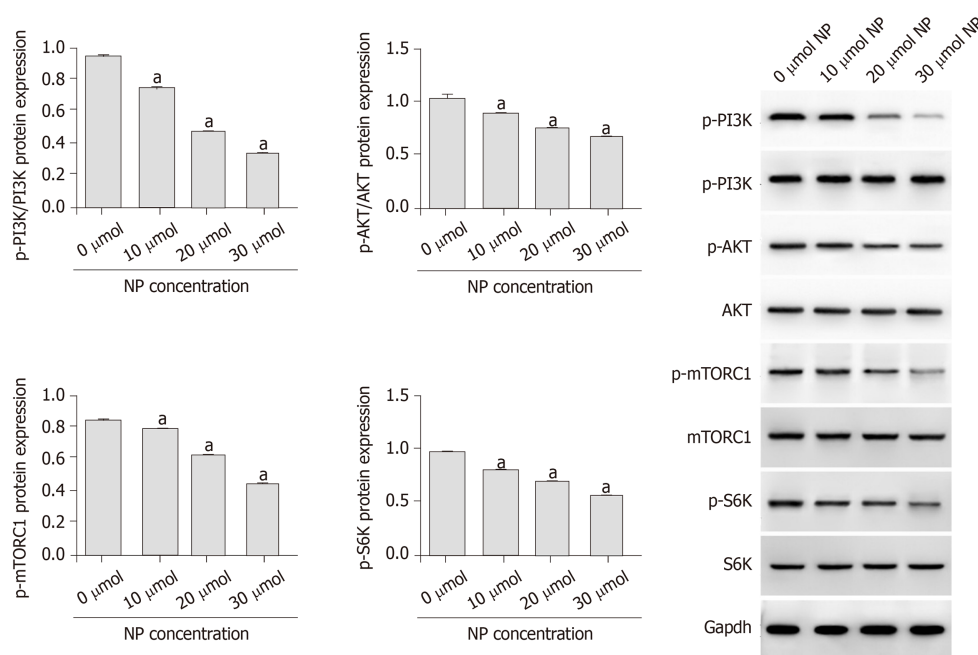 p-PI3K/PI3K protein expression
1.0
0.8
0.6
0.4
0.2
0.0
a
a
a
0 μmol
10 μmol
20 μmol
30 μmol
NP concentration
p-AKT/AKT protein expression
1.5
1.0
0.5
0.0
a
a
a
0 μmol
10 μmol
20 μmol
30 μmol
NP concentration
p-mTORC1 protein expression
1.0
0.8
0.6
0.4
0.2
0.0
a
a
a
0 μmol
10 μmol
20 μmol
30 μmol
NP concentration
p-S6K protein expression
1.5
1.0
1.5
0.0
a
a
a
0 μmol
10 μmol
20 μmol
30 μmol
NP concentration
0 μmol NP
10 μmol NP
20 μmol NP
30 μmol NP
p-PI3K
p-PI3K
p-AKT
AKT
p-mTORC1
mTORC1
p-S6K
S6K
Gapdh